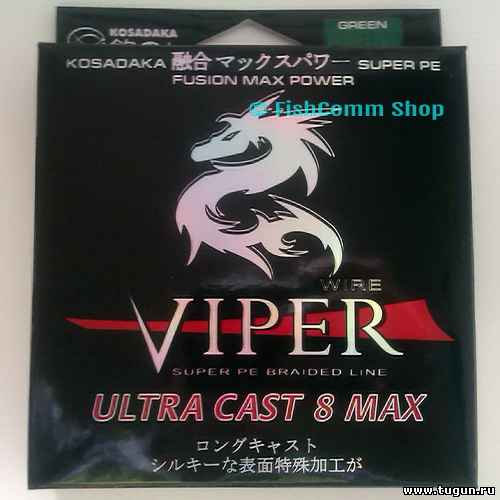 KOSADAKA
GREEN
KOSADAKA 融合マックスパワー SUPER PE
FUSION MAX POWER
© FishComm Shop
WIRE
VIPER
SUPER PE BRAIDED LINE
ULTRA CAST 8 MAX
ロングキャスト
シルキーな表面特殊加工が
www.tugun.ru